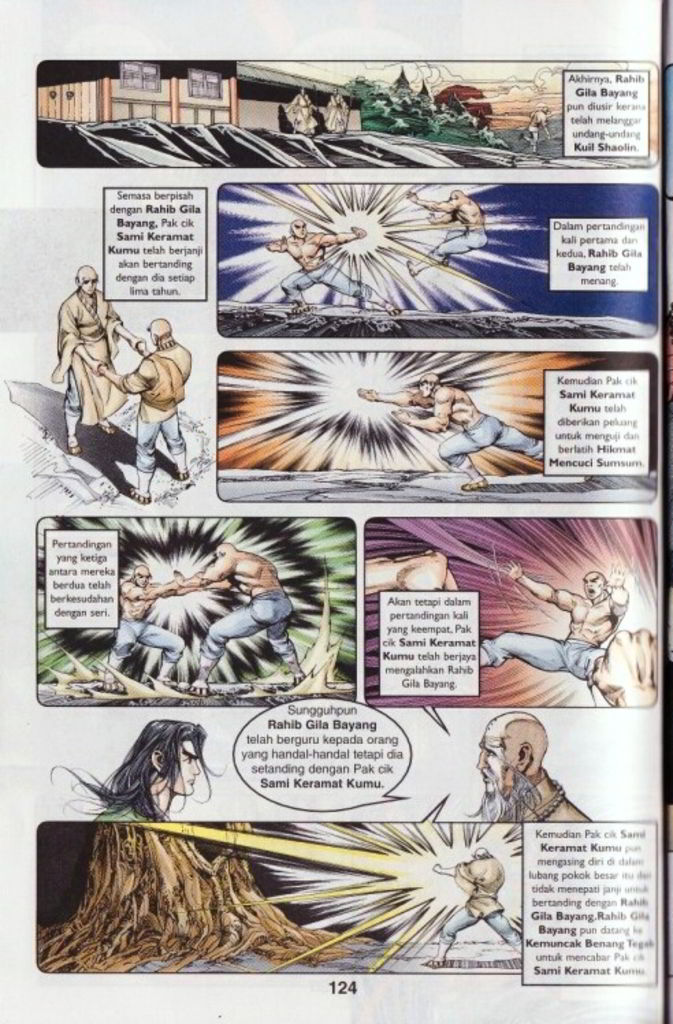 Akhirnya, Rahib
Gila Bayang
pun diusir kerana
telah melanggar
undang-undang
Kuil Shaolin.
Semasa berpisah
dengan Rahib Gila
Bayang, Pak cik
Sami Keramat
Kumu telah berjanji
akan bertanding
dengan dia setiap
lima tahun.
Dalam pertandingan
kali pertama dan
kedua, Rahib Gila
Bayang telah
menang.
Kemudian Pak cik
Sami Keramat
Kumu telah
diberikan peluang
untuk menguji dan
berlatih Hikmat
Mencuci Sumsum.
Pertandingan
yang ketiga
antara mereka
berdua telah
berkesudahan
dengan seri.
Akan tetapi dalam
pertandingan kali
yang keempat, Pak
cik Sami Keramat
Kumu telah berjaya
mengalahkan Rahib
Gila Bayang.
Sungguhpun
Rahib Gila Bayang
telah berguru kepada orang
yang handal-handal tetapi dia
setanding dengan Pak cik
Sami Keramat Kumu.
Kemudian Pak cik Sami
Keramat Kumu pun
mengasing diri di dalam
lubang pokok besar itu dan
tidak menepati janji untuk
bertanding dengan Rahib
Gila Bayang.Rahib Gila
Bayang pun datang ke
Kemuncak Benang Tegak
untuk mencabar Pak cik
Sami Keramat Kumu.
124